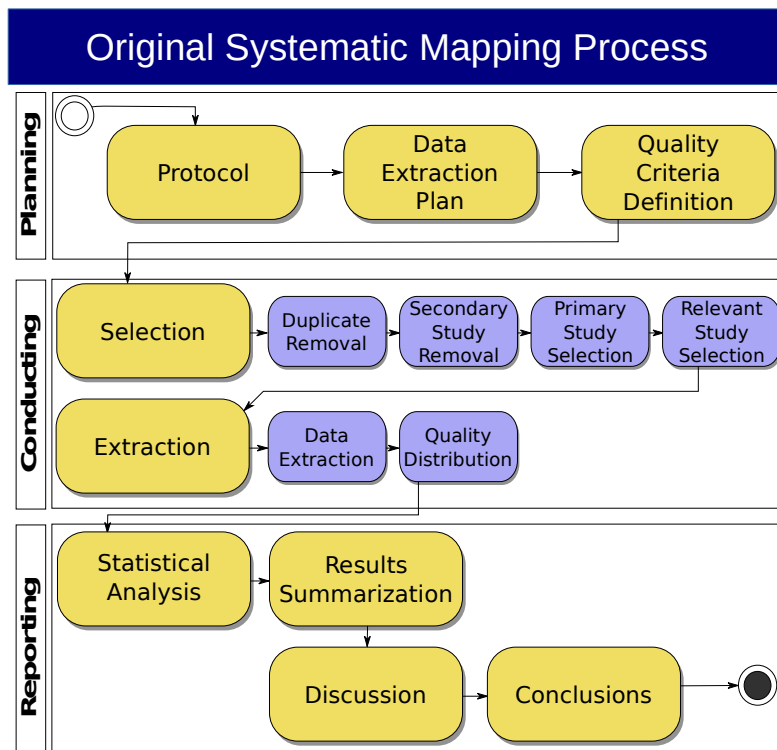 Original Systematic Mapping Process
Planning
Protocol
Data
Extraction
Plan
Quality
Criteria
Definition
Conducting
Selection
Duplicate
Removal
Secondary
Study
Removal
Primary
Study
Selection
Relevant
Study
Selection
Extraction
Data
Extraction
Quality
Distribution
Reporting
Statistical
Analysis
Results
Summarization
Discussion
Conclusions